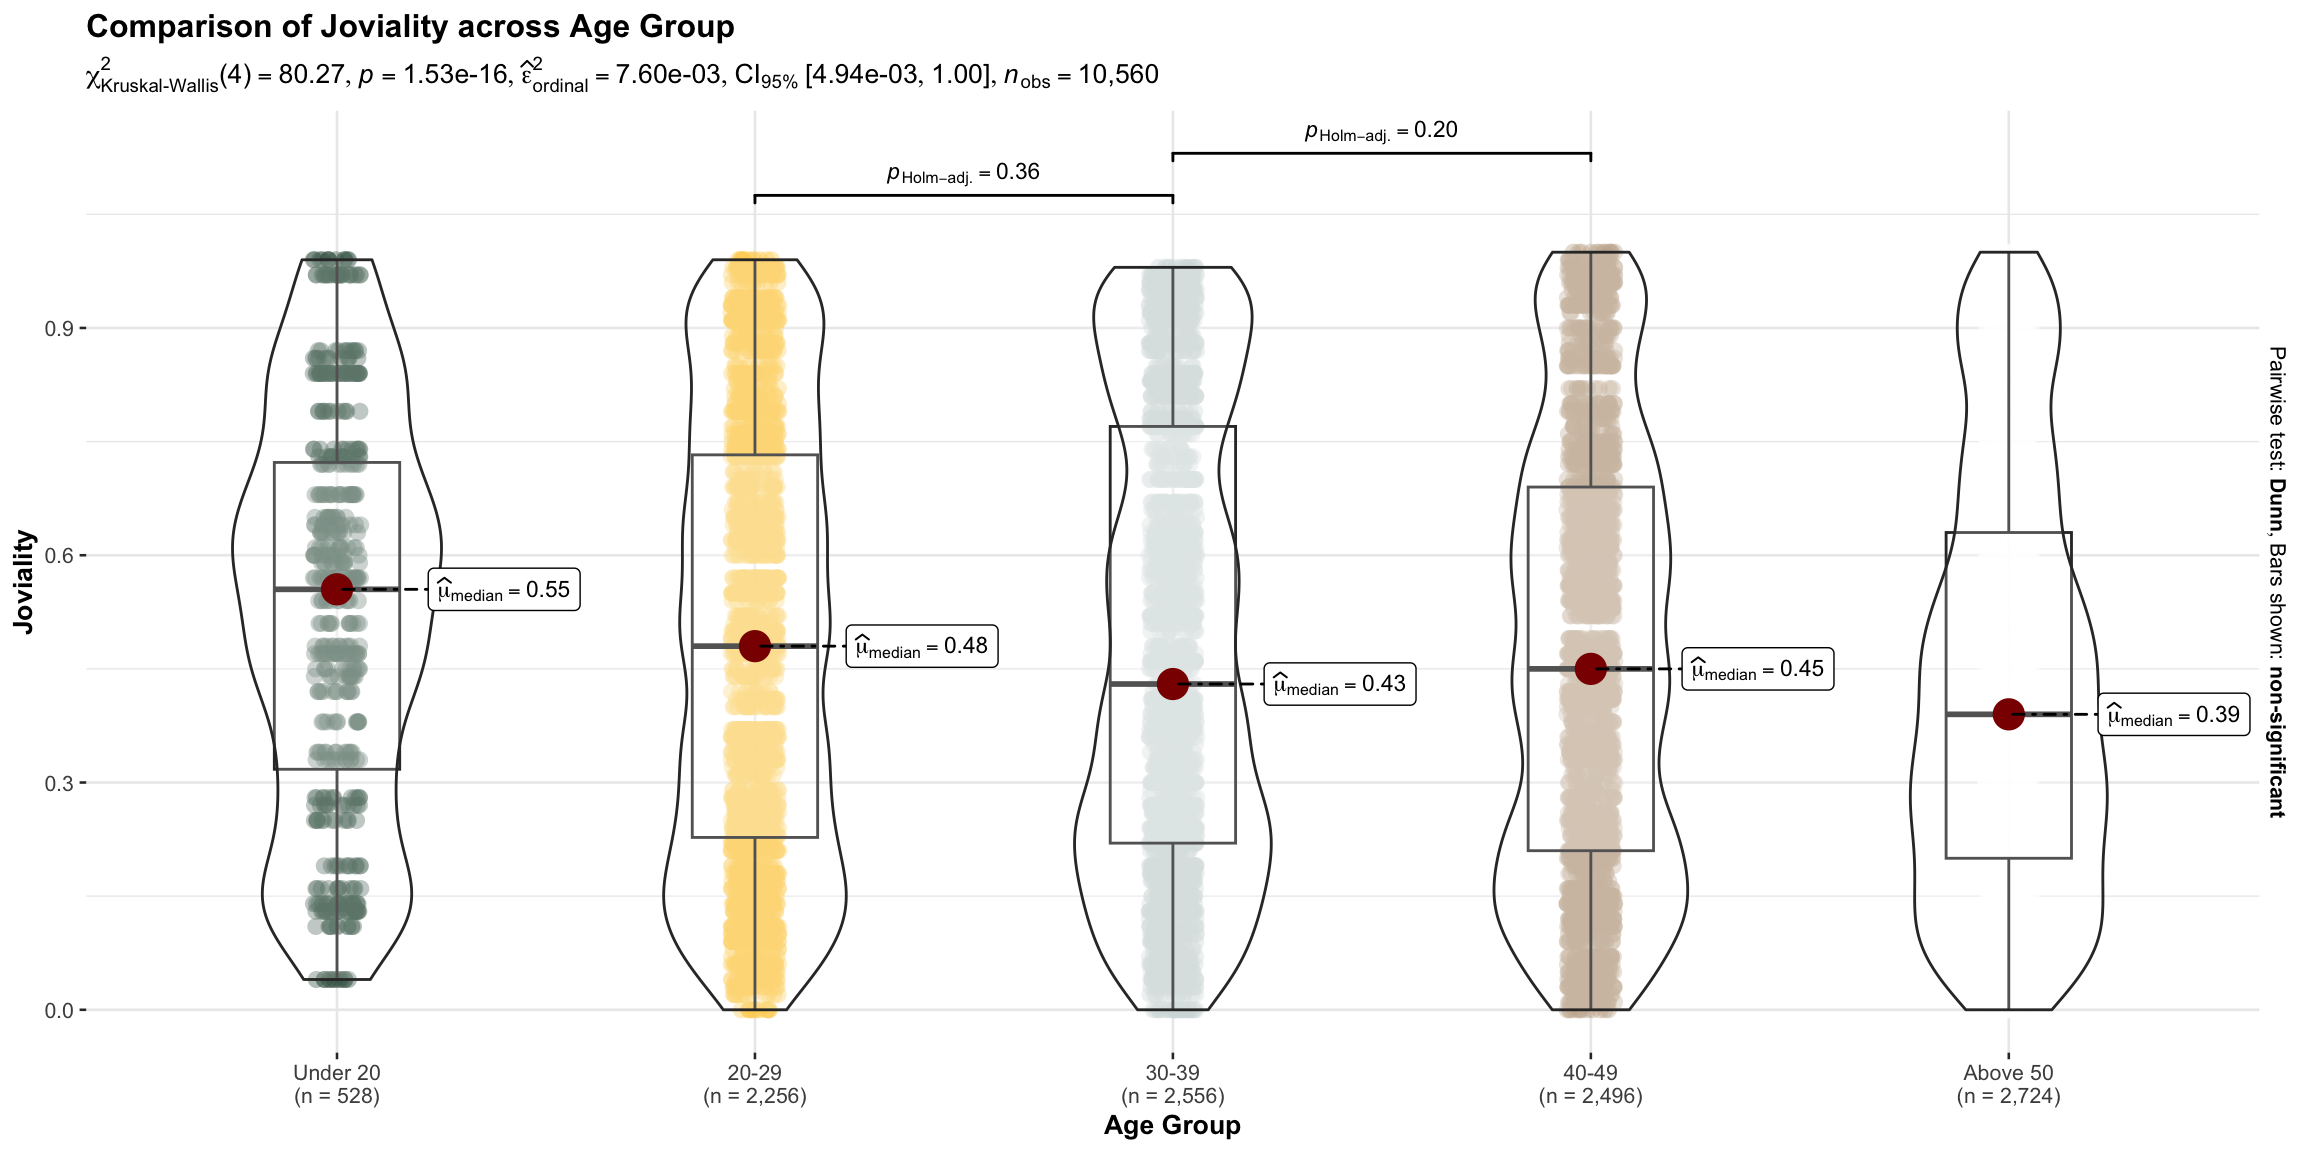 Comparison of Joviality across Age Group
χ²Kruskal-Wallis(4) = 80.27, p = 1.53e-16, ε̂²ordinal = 7.60e-03, CI95% [4.94e-03, 1.00], nobs = 10,560
pHolm−adj. = 0.20
pHolm−adj. = 0.36
0.9
0.6
0.3
0.0
Joviality
μ̂median = 0.55
μ̂median = 0.48
μ̂median = 0.43
μ̂median = 0.45
μ̂median = 0.39
Pairwise test: Dunn, Bars shown: non-significant
Under 20
(n = 528)
20-29
(n = 2,256)
30-39
(n = 2,556)
40-49
(n = 2,496)
Above 50
(n = 2,724)
Age Group